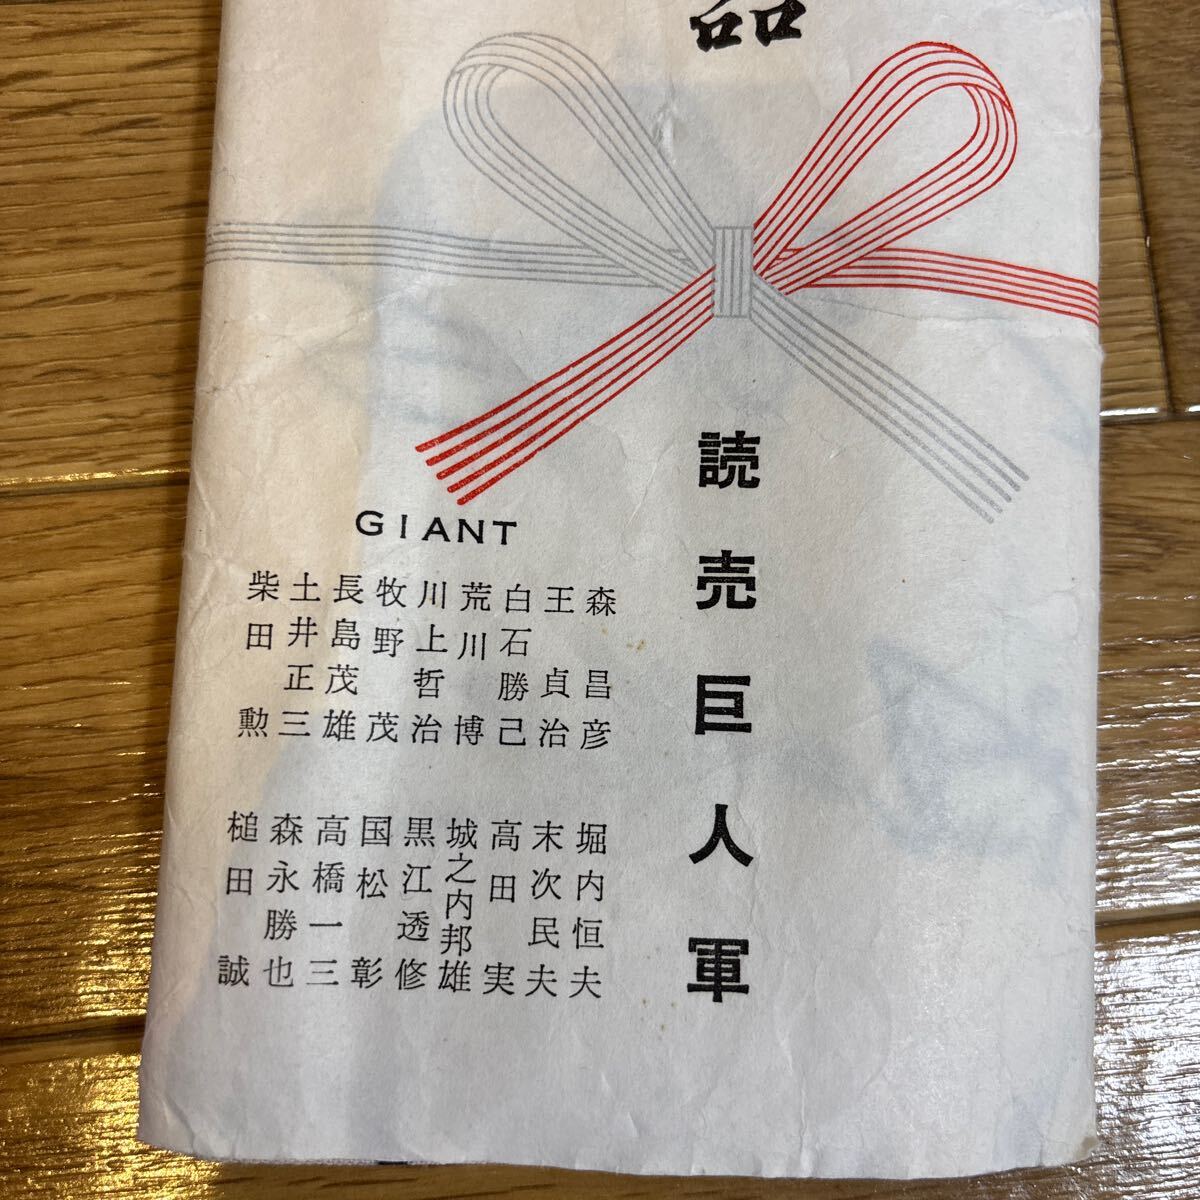 品
読売巨人軍
GIANT
森昌彦
王貞治
白石勝己
荒川博
川上哲治
牧野茂
長島茂雄
土井正三
柴田勲
堀内恒夫
末次民夫
高田実
城之内邦雄
黒江透修
国松彰
高橋一三
森永勝也
槌田誠